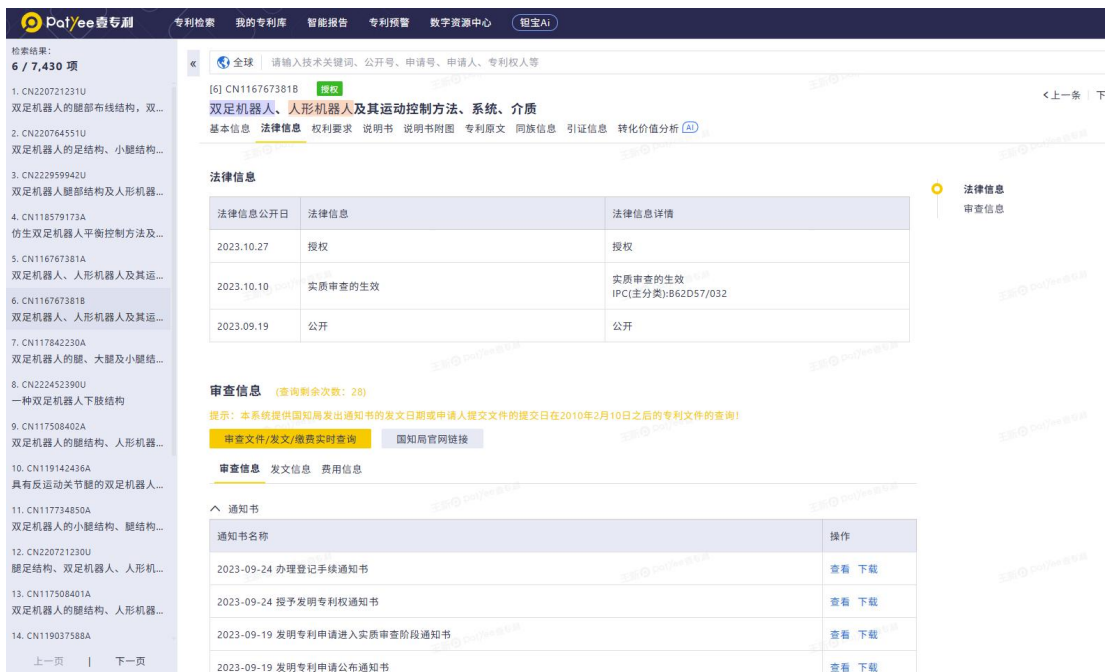 Patyee壹专利 专利检索 我的专利库 智能报告 专利预警 数字资源中心 钽宝Ai
检索结果:
6 / 7,430 项
1. CN220721231U
双足机器人的腿部布线结构，双...
2. CN220764551U
双足机器人的足结构、小腿结构...
3. CN222959942U
双足机器人腿部结构及人形机器...
4. CN118579173A
仿生双足机器人平衡控制方法及...
5. CN116767381A
双足机器人、人形机器人及其运...
6. CN116767381B
双足机器人、人形机器人及其运...
7. CN117842230A
双足机器人的腿、大腿及小腿结...
8. CN222452390U
一种双足机器人下肢结构
9. CN117508402A
双足机器人的腿结构、人形机器...
10. CN119142436A
具有反运动关节腿的双足机器人...
11. CN117734850A
双足机器人的小腿结构、腿结构...
12. CN220721230U
腿足结构、双足机器人、人形机...
13. CN117508401A
双足机器人的腿结构、人形机器...
14. CN119037588A
上一页 | 下一页
« 全球 请输入技术关键词、公开号、申请号、申请人、专利权人等
[6] CN116767381B 授权
<上一条 下
双足机器人、人形机器人及其运动控制方法、系统、介质
基本信息 法律信息 权利要求 说明书 说明书附图 专利原文 同族信息 引证信息 转化价值分析 AI
法律信息
法律信息公开日 法律信息 法律信息详情
2023.10.27 授权 授权
2023.10.10 实质审查的生效 实质审查的生效
IPC(主分类):B62D57/032
2023.09.19 公开 公开
审查信息 (查询剩余次数: 28)
提示: 本系统提供国知局发出通知书的发文日期或申请人提交文件的提交日在2010年2月10日之后的专利文件的查询!
审查文件/发文/缴费实时查询 国知局官网链接
审查信息 发文信息 费用信息
通知书
通知书名称 操作
2023-09-24 办理登记手续通知书 查看 下载
2023-09-24 授予发明专利权通知书 查看 下载
2023-09-19 发明专利申请进入实质审查阶段通知书 查看 下载
2023-09-19 发明专利申请公布通知书 查看 下载
法律信息
审查信息